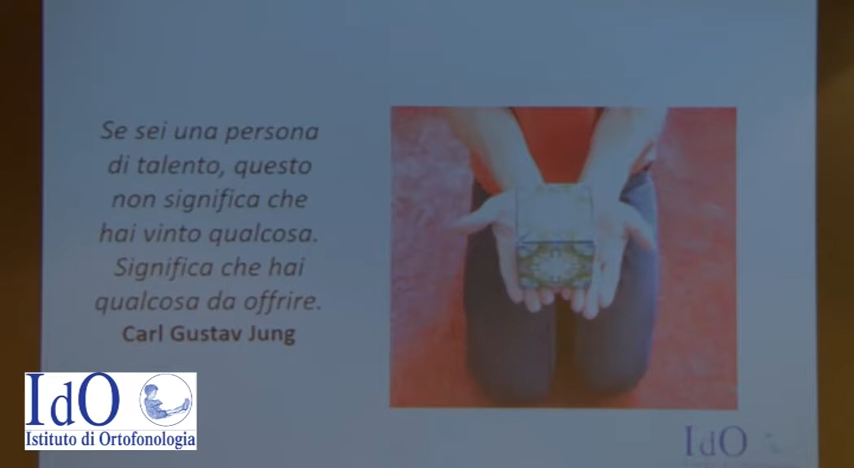 Se sei una persona
di talento, questo
non significa che
hai vinto qualcosa.
Significa che hai
qualcosa da offrire.
Carl Gustav Jung
IdO
Istituto di Ortofonologia
IdO